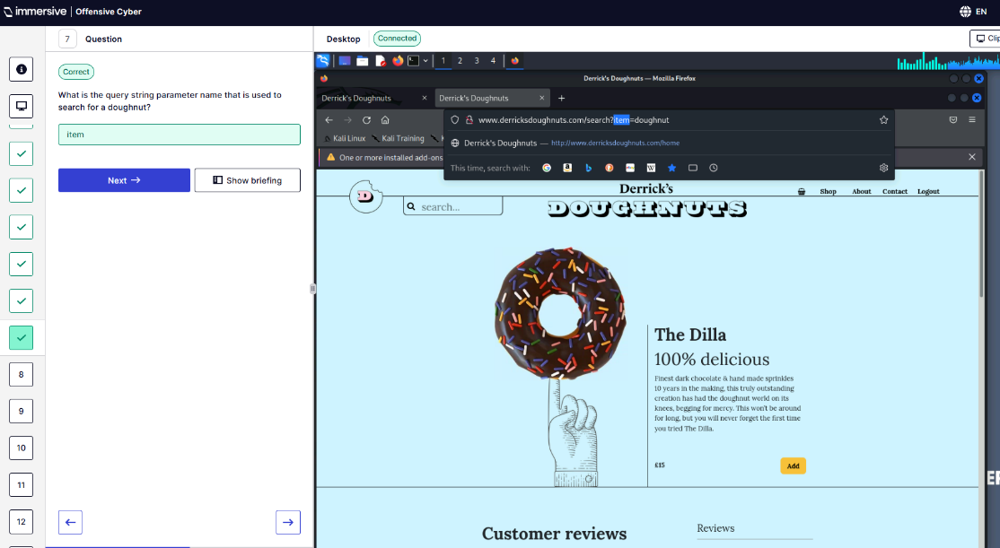 immersive | Offensive Cyber
EN
7 Question
Desktop Connected
Correct
What is the query string parameter name that is used to
search for a doughnut?
item
Next →
Show briefing
8
9
10
11
12
1 2 3 4
Derrick's Doughnuts — Mozilla Firefox
Derrick's Doughnuts ×
Derrick's Doughnuts ×
+
www.derricksdoughnuts.com/search?item=doughnut
Kali Linux Kali Training
Derrick's Doughnuts — http://www.derricksdoughnuts.com/home
One or more installed add-ons
This time, search with:
D
search...
Derrick's
DOUGHNUTS
Shop About Contact Logout
The Dilla
100% delicious
Finest dark chocolate & hand made sprinkles
10 years in the making, this truly outstanding
creation has had the doughnut world on its
knees, begging for mercy. This won't be around
for long, but you will never forget the first time
you tried The Dilla.
£15
Add
Customer reviews
Reviews